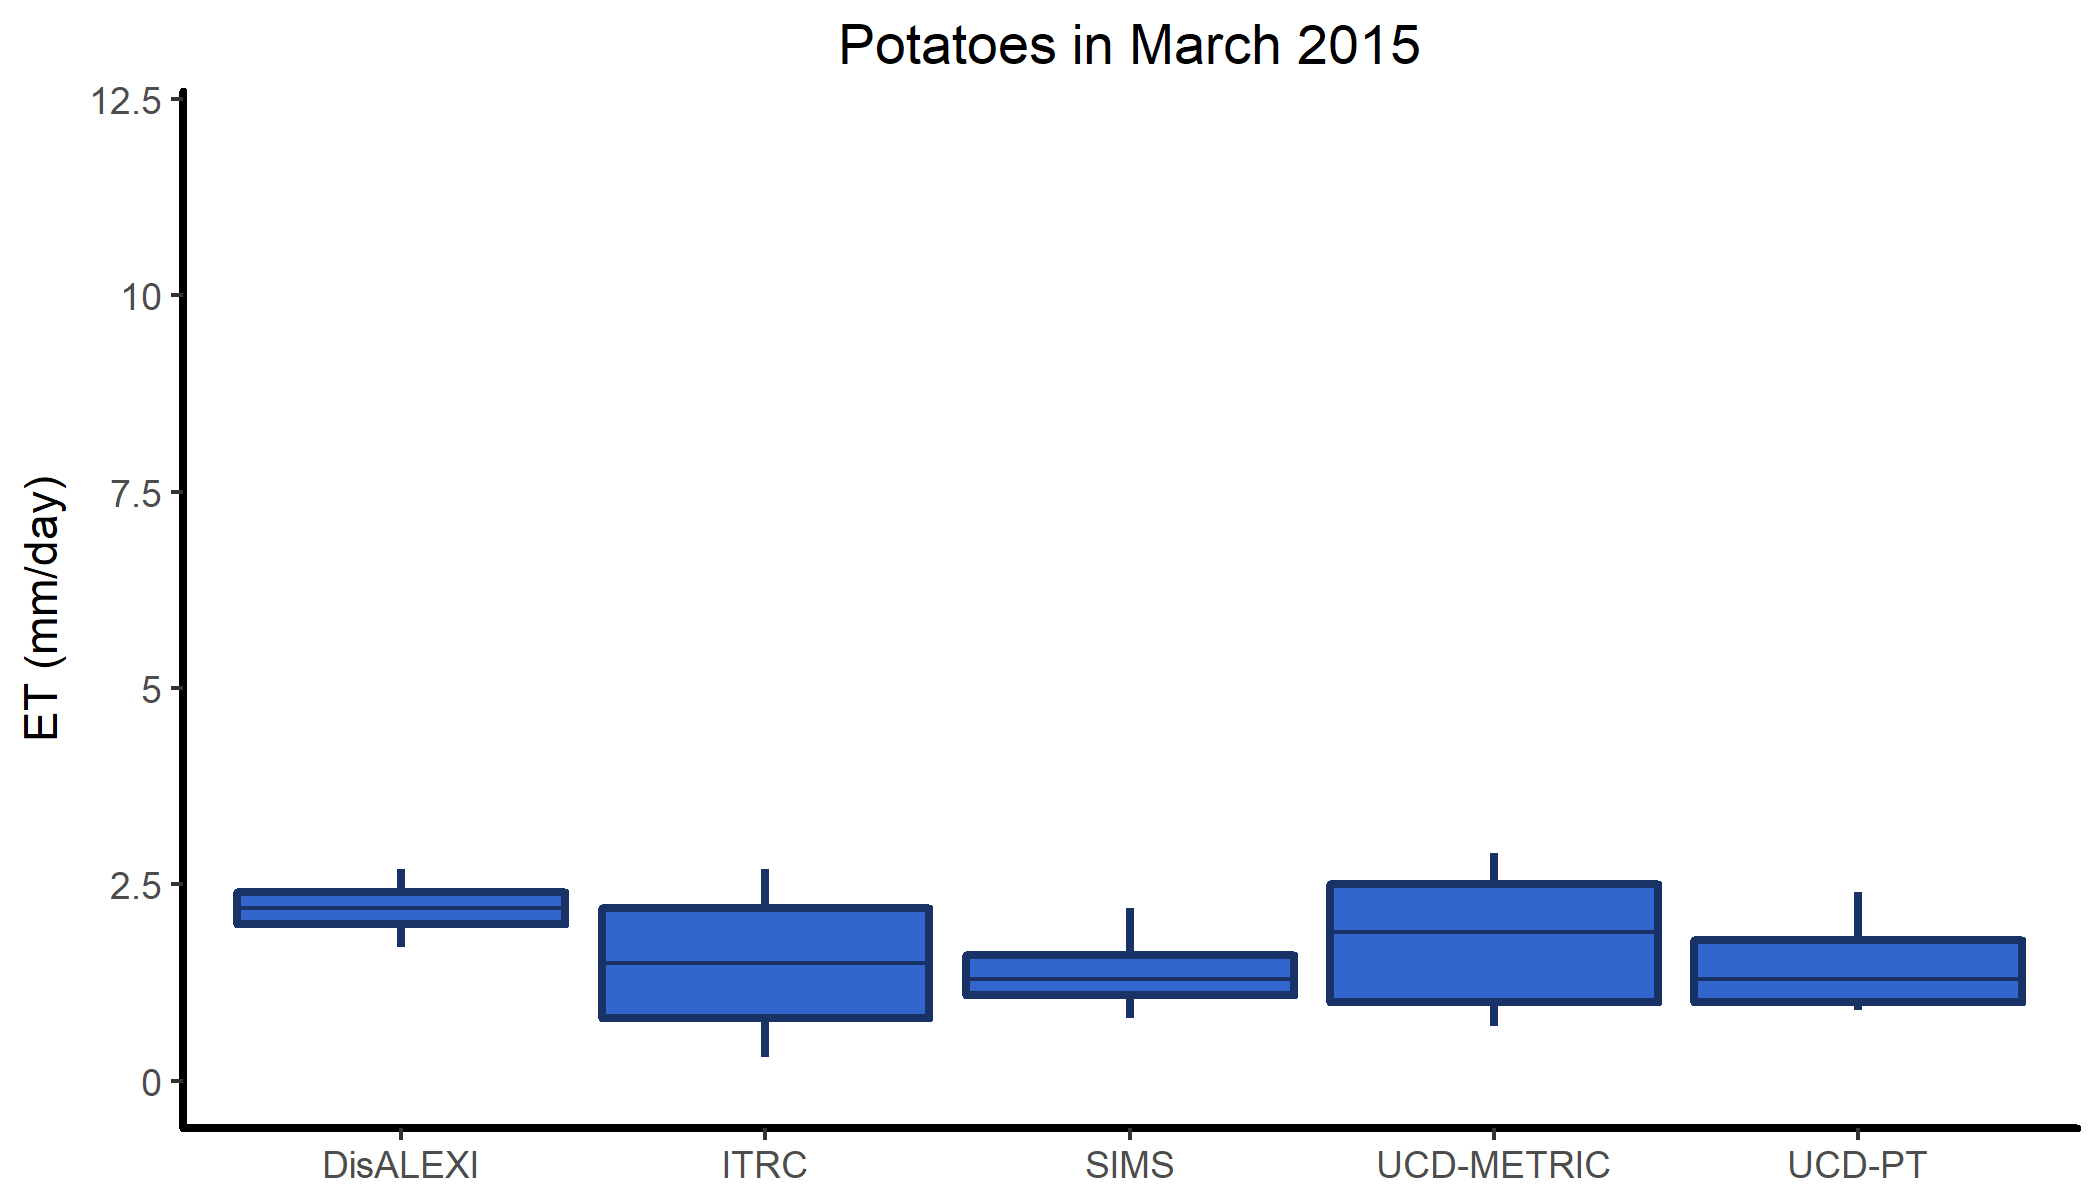 Potatoes in March 2015
12.5
10
7.5
5
2.5
0
ET (mm/day)
DisALEXI ITRC SIMS UCD-METRIC UCD-PT